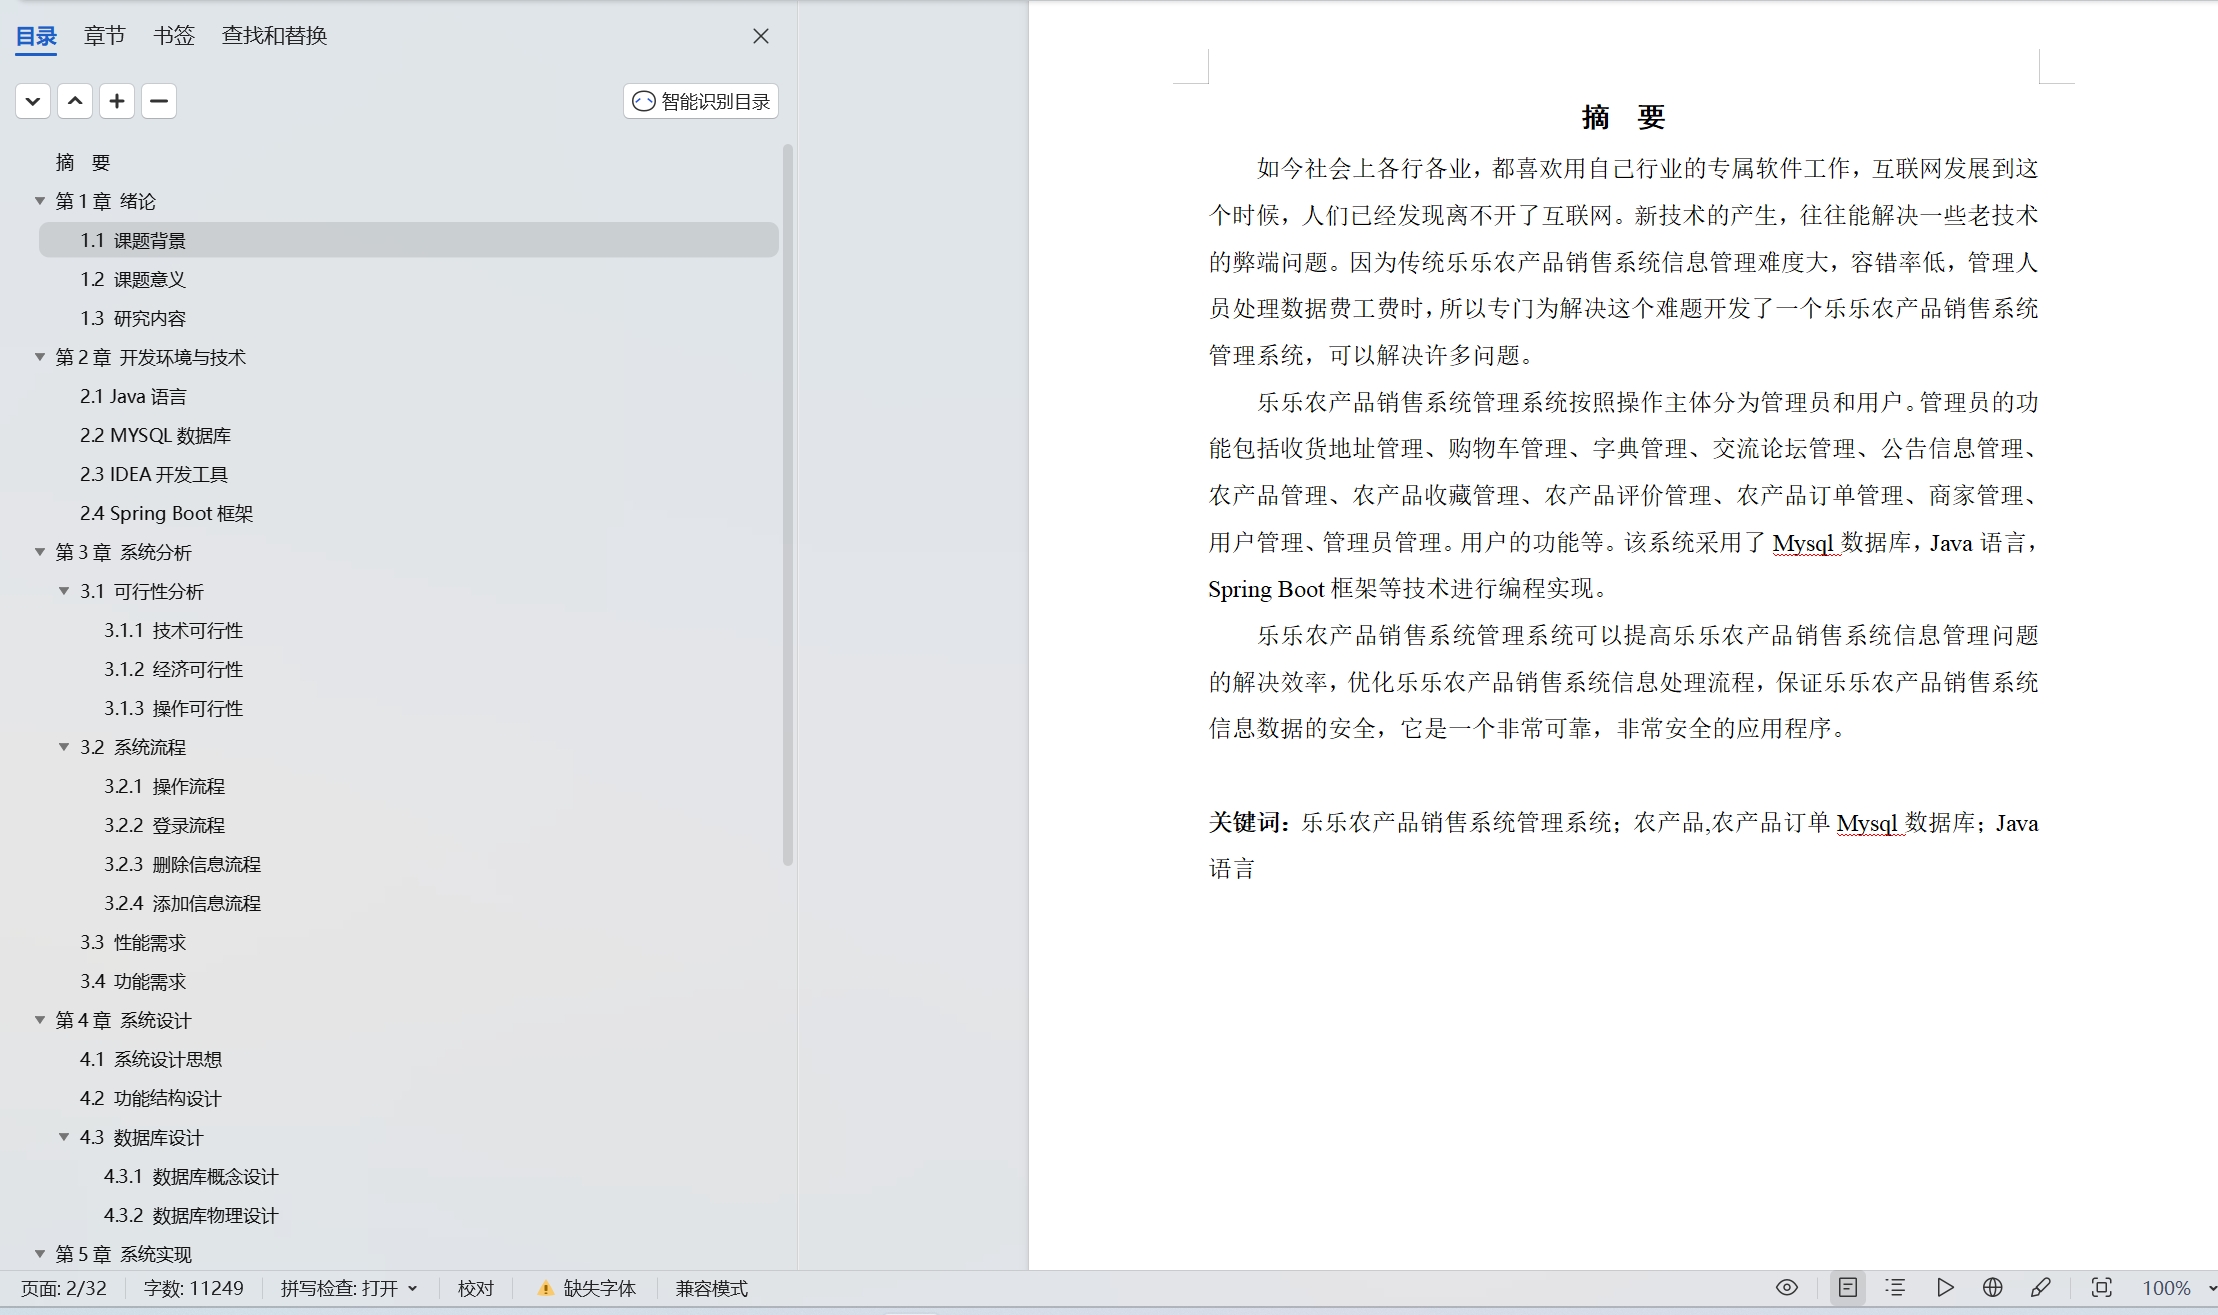 目录 章节 书签 查找和替换
智能识别目录
摘 要
第 1 章 绪论
1.1 课题背景
1.2 课题意义
1.3 研究内容
第 2 章 开发环境与技术
2.1 Java 语言
2.2 MYSQL 数据库
2.3 IDEA 开发工具
2.4 Spring Boot 框架
第 3 章 系统分析
3.1 可行性分析
3.1.1 技术可行性
3.1.2 经济可行性
3.1.3 操作可行性
3.2 系统流程
3.2.1 操作流程
3.2.2 登录流程
3.2.3 删除信息流程
3.2.4 添加信息流程
3.3 性能需求
3.4 功能需求
第 4 章 系统设计
4.1 系统设计思想
4.2 功能结构设计
4.3 数据库设计
4.3.1 数据库概念设计
4.3.2 数据库物理设计
第 5 章 系统实现
摘 要
如今社会上各行各业，都喜欢用自己行业的专属软件工作，互联网发展到这
个时候，人们已经发现离不开了互联网。新技术的产生，往往能解决一些老技术
的弊端问题。因为传统乐乐农产品销售系统信息管理难度大，容错率低，管理人
员处理数据费工费时，所以专门为解决这个难题开发了一个乐乐农产品销售系统
管理系统，可以解决许多问题。
乐乐农产品销售系统管理系统按照操作主体分为管理员和用户。管理员的功
能包括收货地址管理、购物车管理、字典管理、交流论坛管理、公告信息管理、
农产品管理、农产品收藏管理、农产品评价管理、农产品订单管理、商家管理、
用户管理、管理员管理。用户的功能等。该系统采用了 Mysql 数据库，Java 语言，
Spring Boot 框架等技术进行编程实现。
乐乐农产品销售系统管理系统可以提高乐乐农产品销售系统信息管理问题
的解决效率，优化乐乐农产品销售系统信息处理流程，保证乐乐农产品销售系统
信息数据的安全，它是一个非常可靠，非常安全的应用程序。
关键词：乐乐农产品销售系统管理系统；农产品,农产品订单 Mysql 数据库；Java
语言
页面: 2/32 字数: 11249 拼写检查: 打开 校对 缺失字体 兼容模式 100%